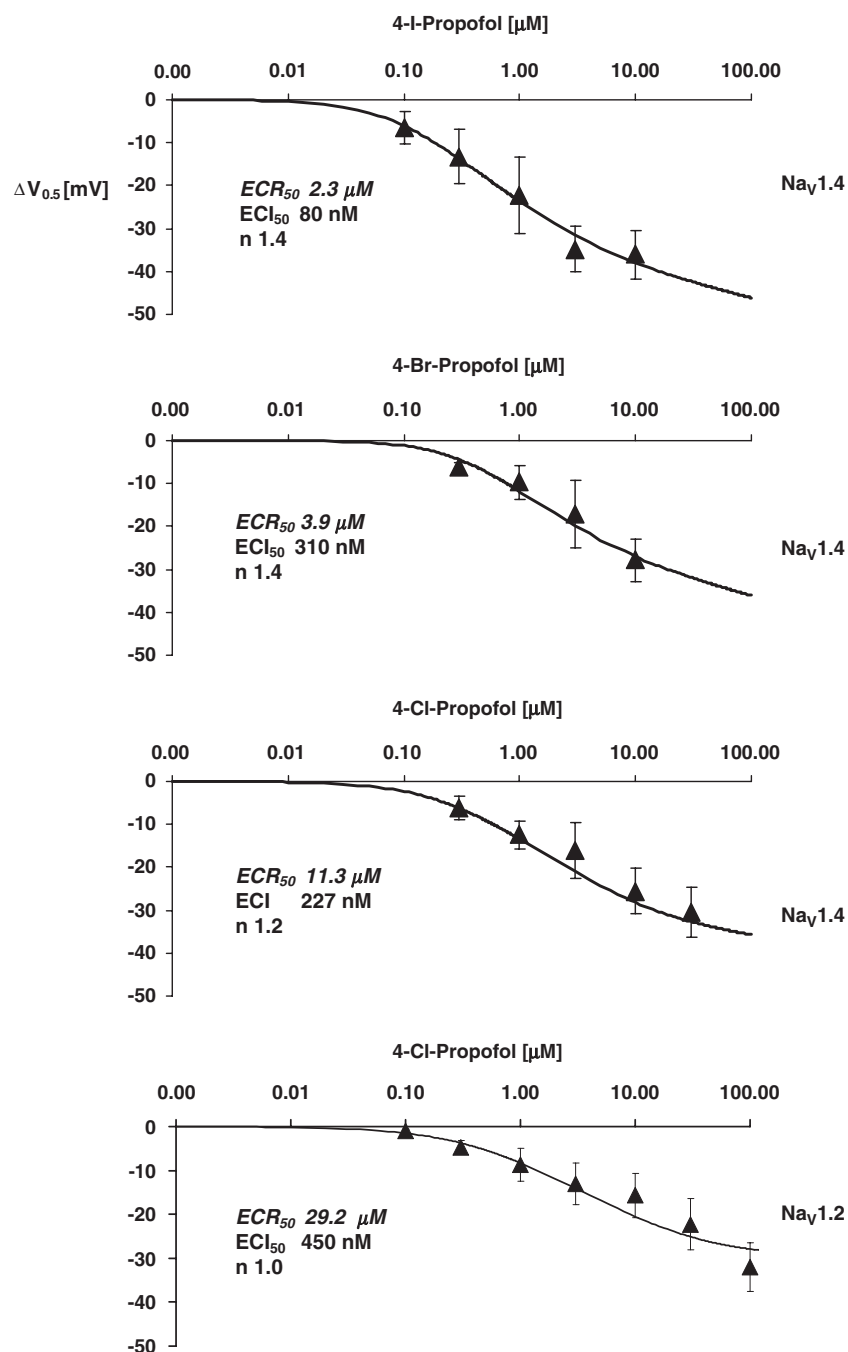 4-I-Propofol [μM]
0.00 0.01 0.10 1.00 10.00 100.00
0
-10
-20
-30
-40
-50
ΔV0.5 [mV]
ECR50 2.3 μM
ECI50 80 nM
n 1.4
NaV1.4
4-Br-Propofol [μM]
0.00 0.01 0.10 1.00 10.00 100.00
0
-10
-20
-30
-40
-50
ECR50 3.9 μM
ECI50 310 nM
n 1.4
NaV1.4
4-Cl-Propofol [μM]
0.00 0.01 0.10 1.00 10.00 100.00
0
-10
-20
-30
-40
-50
ECR50 11.3 μM
ECI 227 nM
n 1.2
NaV1.4
4-Cl-Propofol [μM]
0.00 0.01 0.10 1.00 10.00 100.00
0
-10
-20
-30
-40
-50
ECR50 29.2 μM
ECI50 450 nM
n 1.0
NaV1.2